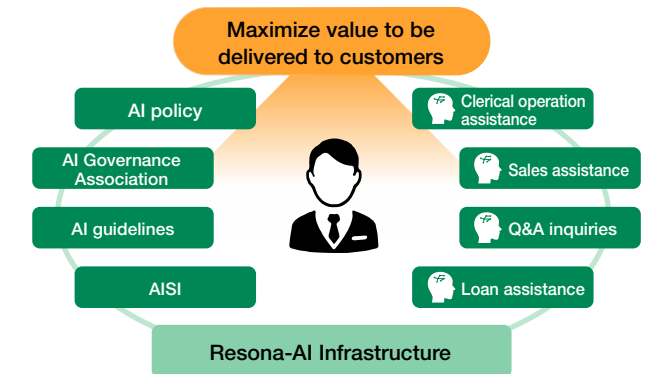 Maximize value to be
delivered to customers
AI policy
AI Governance
Association
AI guidelines
AISI
Clerical operation
assistance
Sales assistance
Q&A inquiries
Loan assistance
Resona-AI Infrastructure